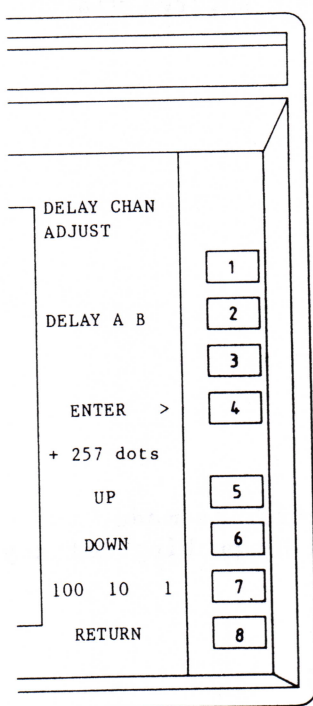 DELAY CHAN
ADJUST
1
DELAY A B 2
3
ENTER > 4
+ 257 dots
UP 5
DOWN 6
100 10 1 7
RETURN 8